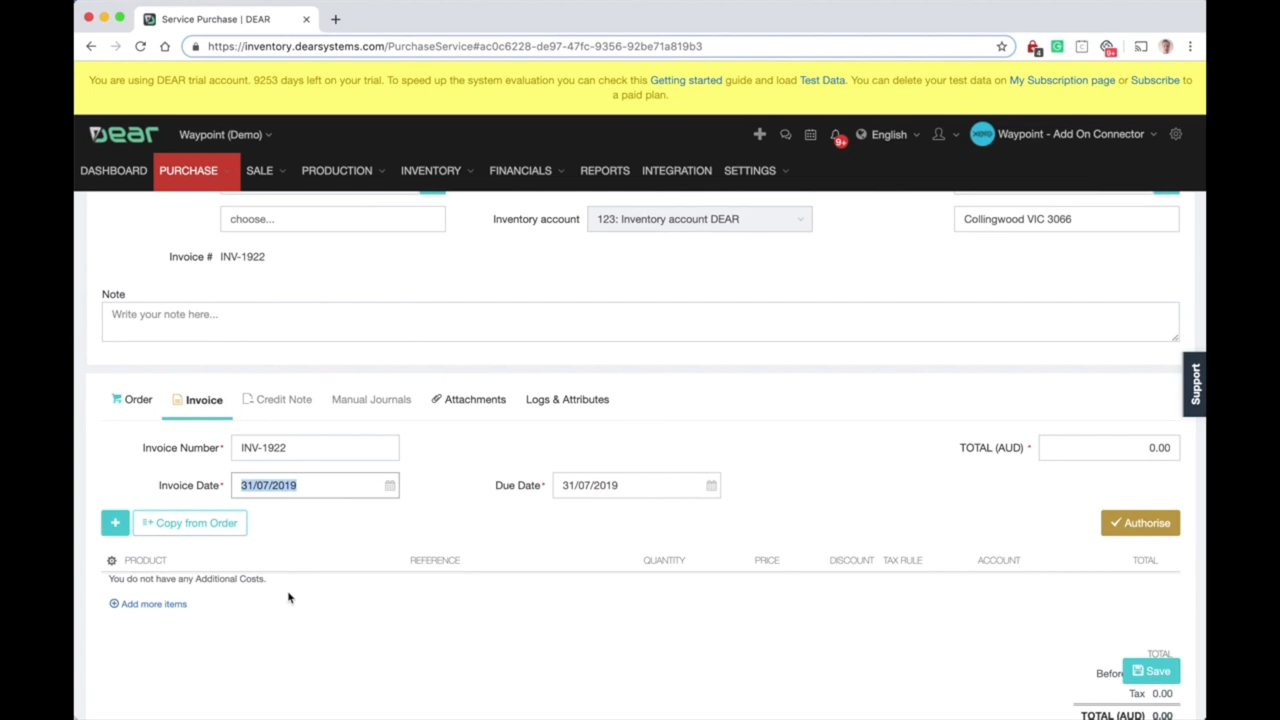 Service Purchase | DEAR
https://inventory.dearsystems.com/PurchaseService#ac0c6228-de97-47fc-9356-92be71a819b3
4
9+
You are using DEAR trial account. 9253 days left on your trial. To speed up the system evaluation you can check this Getting started guide and load Test Data. You can delete your test data on My Subscription page or Subscribe to
a paid plan.
Dear Waypoint (Demo) 9+ English xero Waypoint - Add On Connector
DASHBOARD PURCHASE SALE PRODUCTION INVENTORY FINANCIALS REPORTS INTEGRATION SETTINGS
choose... Inventory account 123: Inventory account DEAR Collingwood VIC 3066
Invoice # INV-1922
Note
Write your note here...
Support
Order Invoice Credit Note Manual Journals Attachments Logs & Attributes
Invoice Number* INV-1922 TOTAL (AUD) * 0.00
Invoice Date* 31/07/2019 Due Date* 31/07/2019
+ Copy from Order Authorise
PRODUCT REFERENCE QUANTITY PRICE DISCOUNT TAX RULE ACCOUNT TOTAL
You do not have any Additional Costs.
Add more items
TOTAL
Save
Tax 0.00
TOTAL (AUD) 0.00